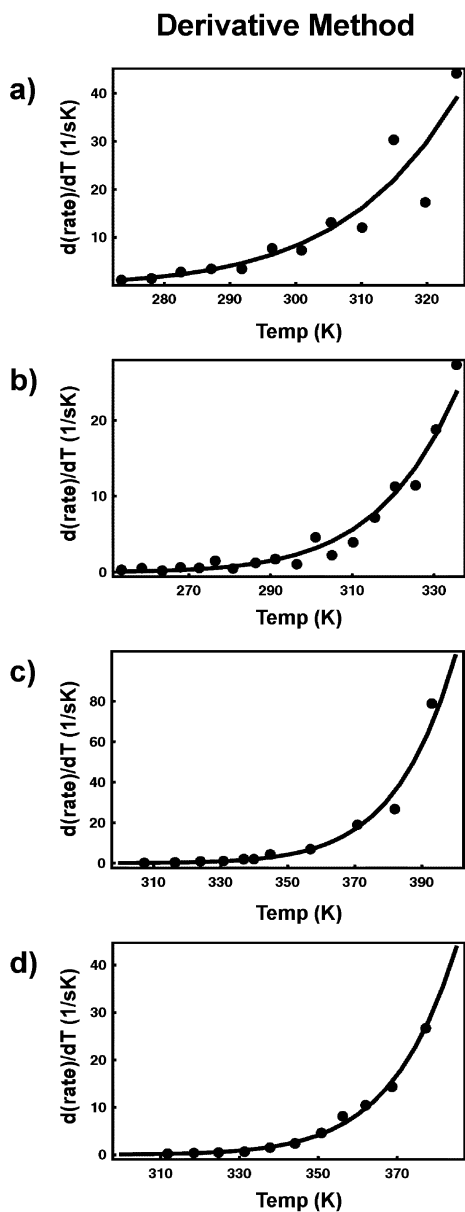 Derivative Method
a)
d(rate)/dT (1/sK)
40
30
20
10
280 290 300 310 320
Temp (K)
b)
d(rate)/dT (1/sK)
20
10
0
270 290 310 330
Temp (K)
c)
d(rate)/dT (1/sK)
80
60
40
20
0
310 330 350 370 390
Temp (K)
d)
d(rate)/dT (1/sK)
40
30
20
10
0
310 330 350 370
Temp (K)